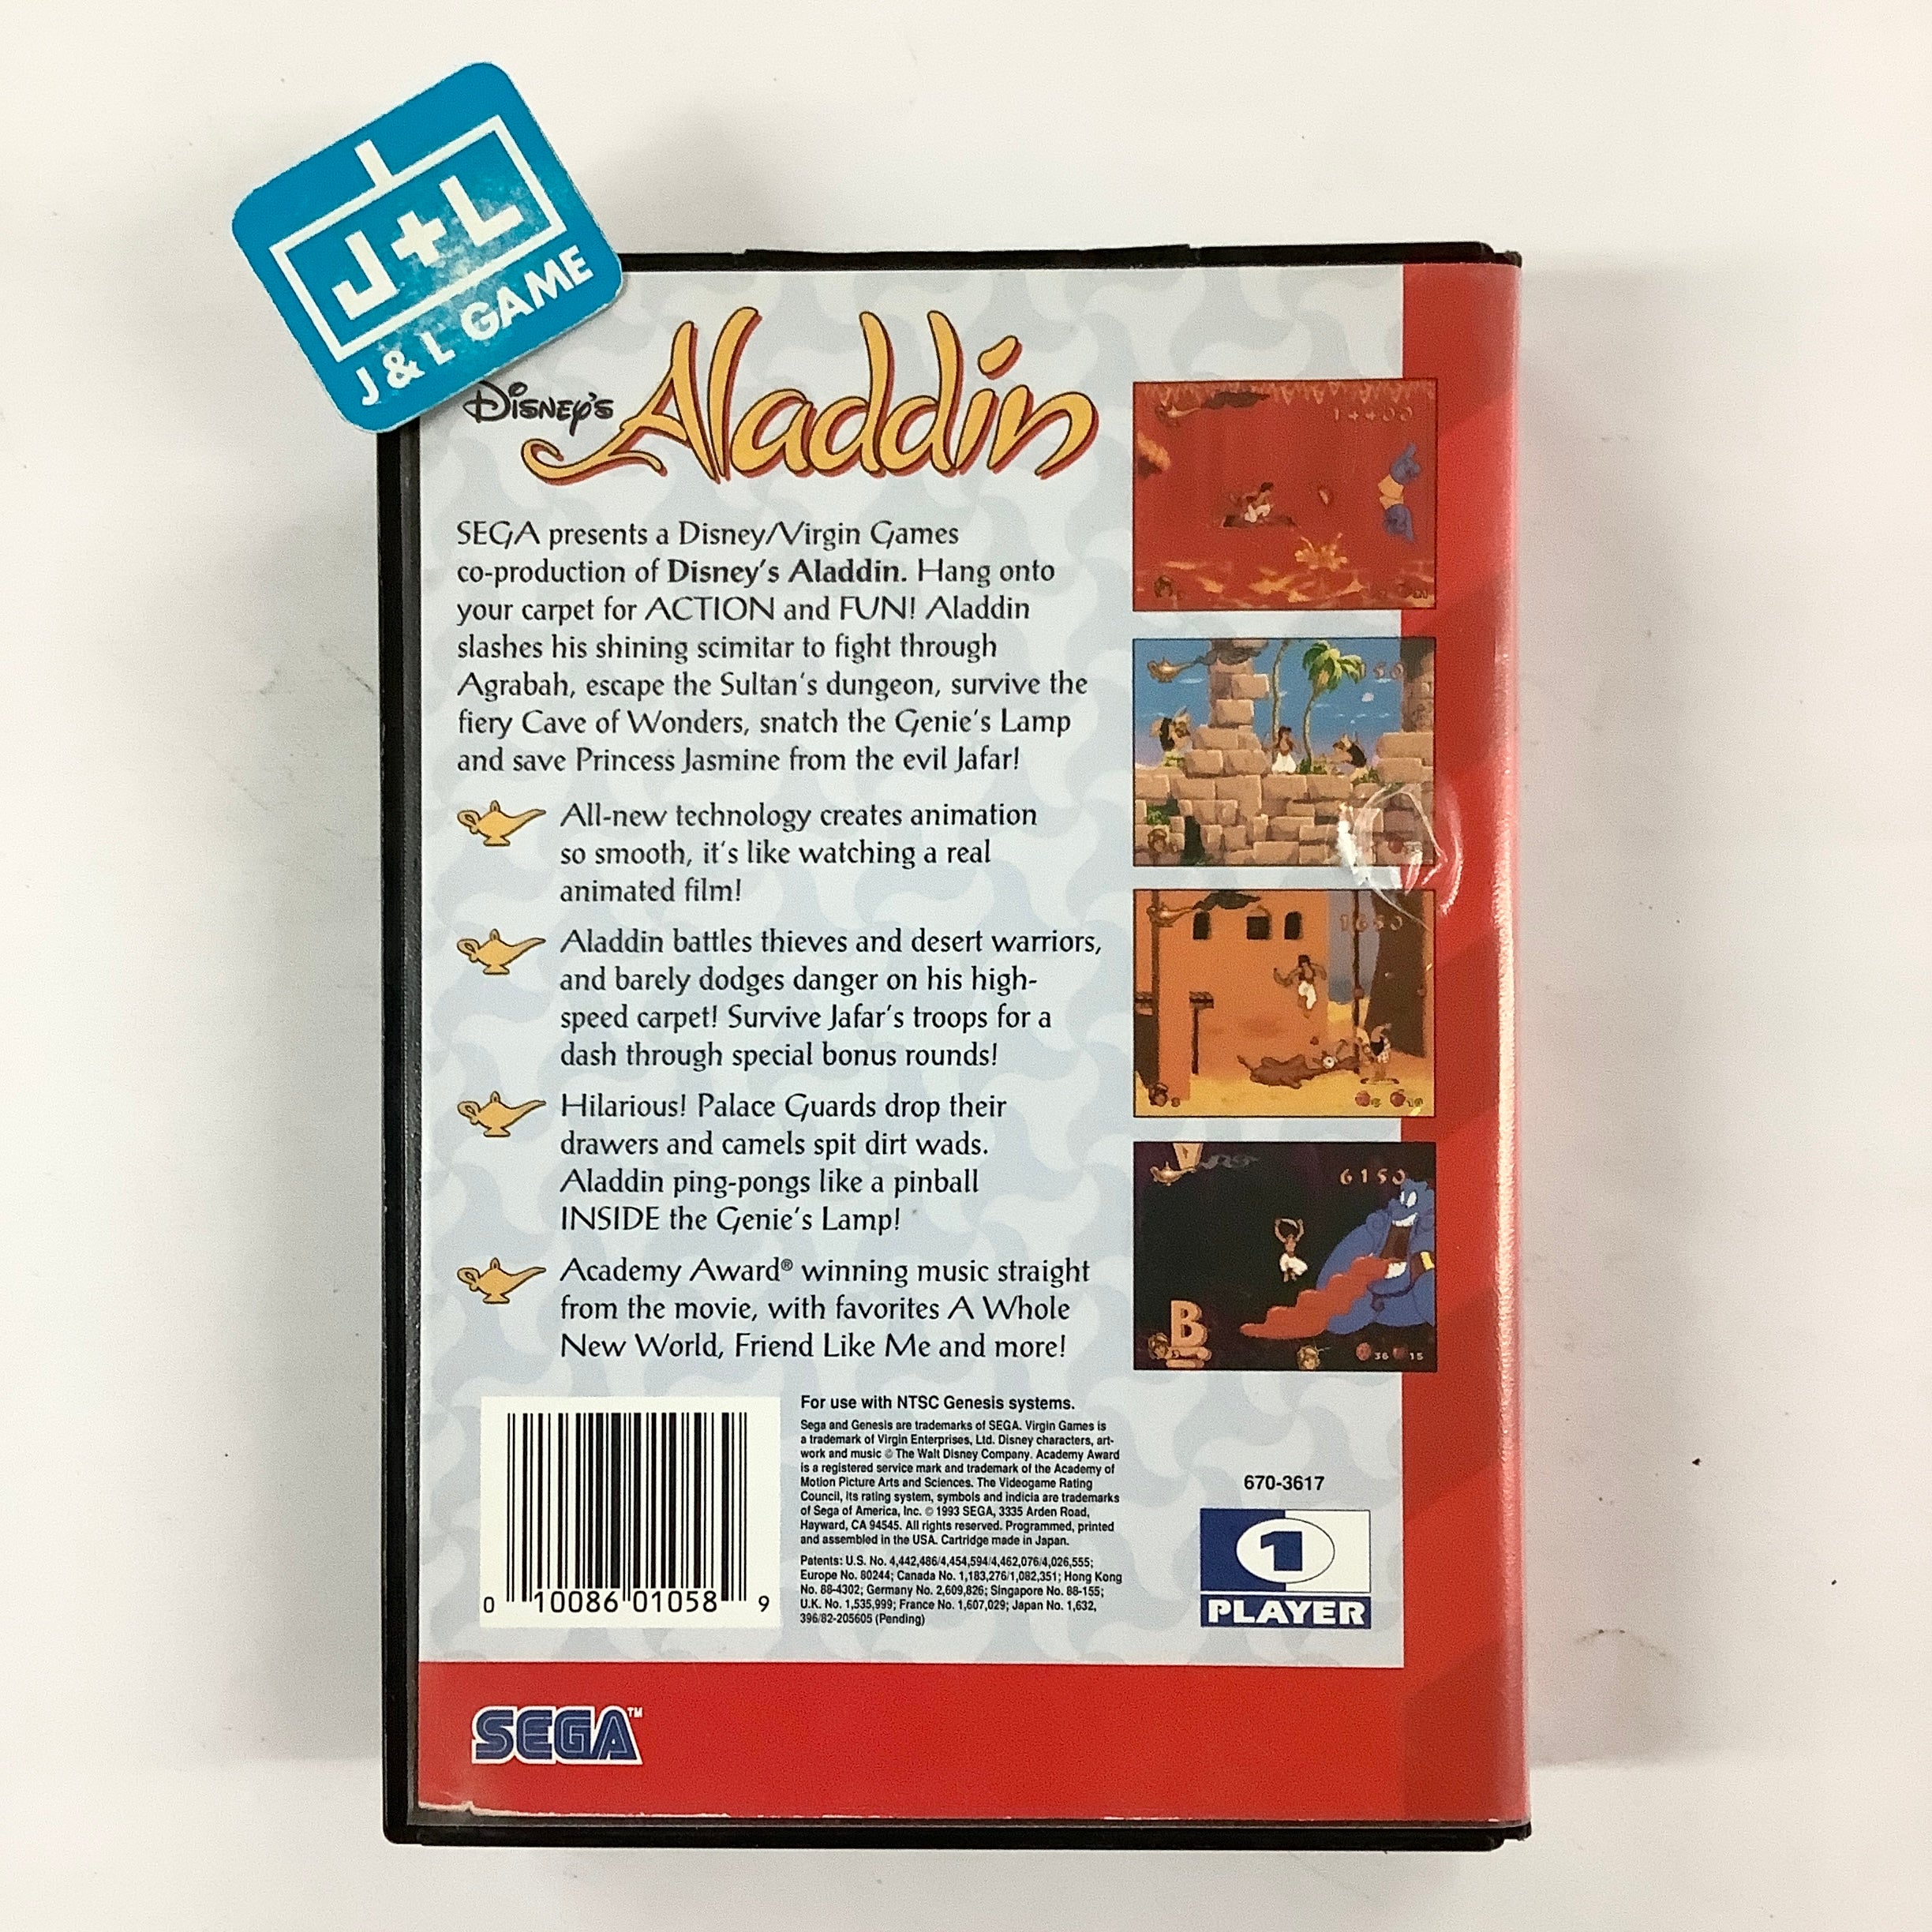 J+L
J & L GAME
DISNEY'S
Aladdin
SEGA presents a Disney/Virgin Games
co-production of Disney's Aladdin. Hang onto
your carpet for ACTION and FUN! Aladdin
slashes his shining scimitar to fight through
Agrabah, escape the Sultan's dungeon, survive the
fiery Cave of Wonders, snatch the Genie's Lamp
and save Princess Jasmine from the evil Jafar!
All-new technology creates animation
so smooth, it's like watching a real
animated film!
Aladdin battles thieves and desert warriors,
and barely dodges danger on his high-
speed carpet! Survive Jafar's troops for a
dash through special bonus rounds!
Hilarious! Palace Guards drop their
drawers and camels spit dirt wads.
Aladdin ping-pongs like a pinball
INSIDE the Genie's Lamp!
Academy Award® winning music straight
from the movie, with favorites A Whole
New World, Friend Like Me and more!
14400
50
1650
6150
B
36 15
0 10086 01058 9
For use with NTSC Genesis systems.
Sega and Genesis are trademarks of SEGA. Virgin Games is
a trademark of Virgin Enterprises, Ltd. Disney characters, art-
work and music © The Walt Disney Company. Academy Award
is a registered service mark and trademark of the Academy of
Motion Picture Arts and Sciences. The Videogame Rating
Council, its rating system, symbols and indicia are trademarks
of Sega of America, Inc. © 1993 SEGA, 3335 Arden Road,
Hayward, CA 94545. All rights reserved. Programmed, printed
and assembled in the USA. Cartridge made in Japan.
Patents: U.S. No. 4,442,486/4,454,594/4,462,076/4,026,555;
Europe No. 80244; Canada No. 1,183,276/1,082,351; Hong Kong
No. 88-4302; Germany No. 2,609,826; Singapore No. 88-155;
U.K. No. 1,535,999; France No. 1,607,029; Japan No. 1,632,
396/82-205605 (Pending)
670-3617
1
PLAYER
SEGA™